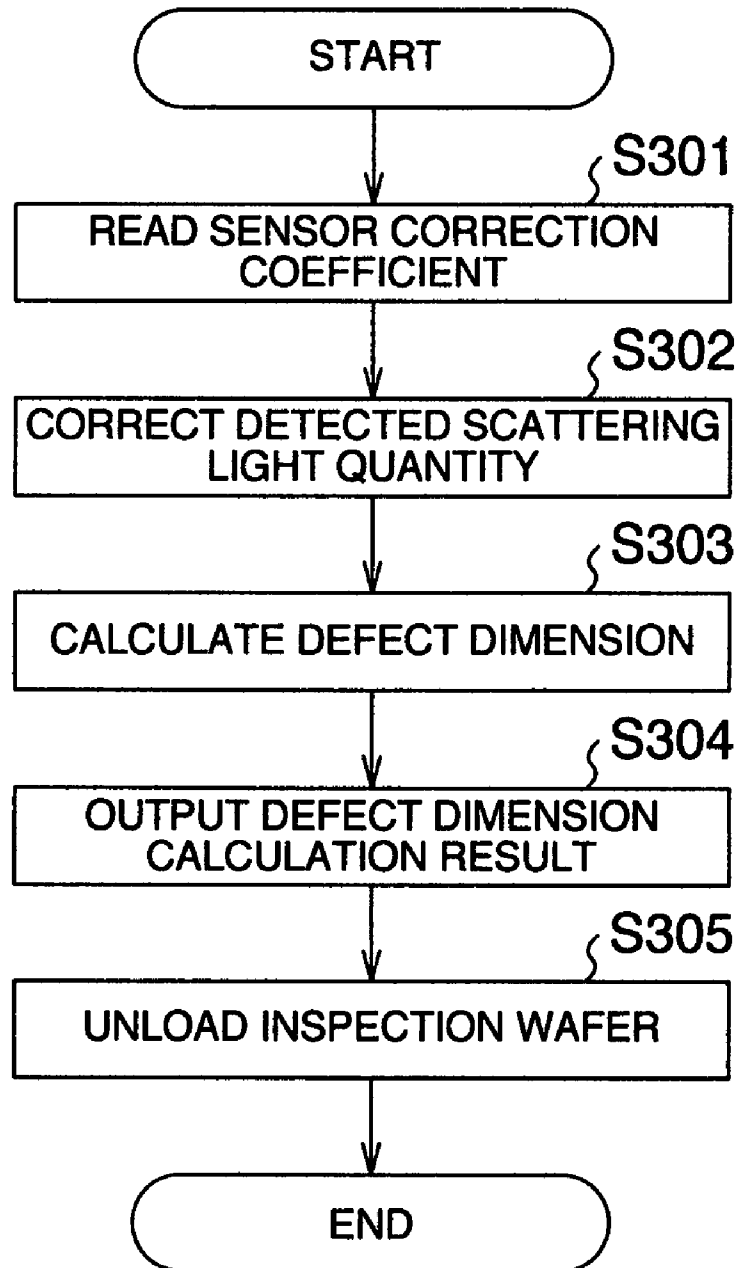 START
S301
READ SENSOR CORRECTION
COEFFICIENT
S302
CORRECT DETECTED SCATTERING
LIGHT QUANTITY
S303
CALCULATE DEFECT DIMENSION
S304
OUTPUT DEFECT DIMENSION
CALCULATION RESULT
S305
UNLOAD INSPECTION WAFER
END